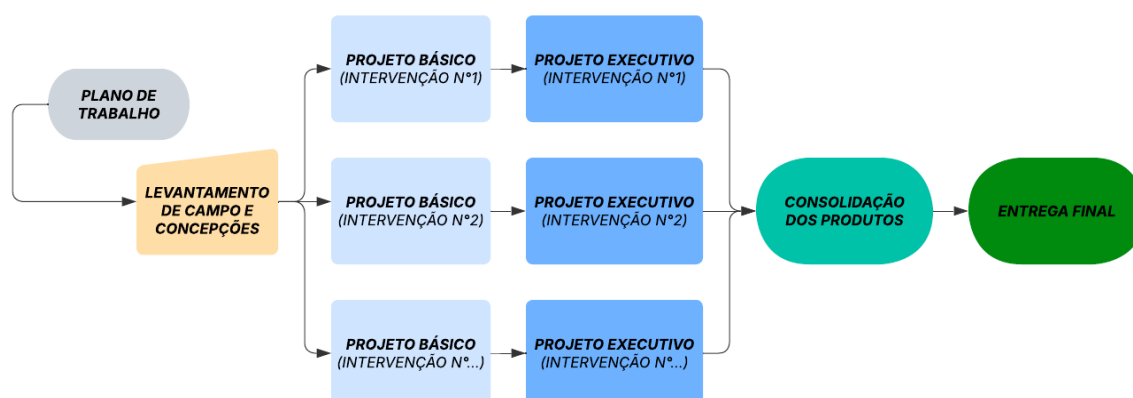 PLANO DE
TRABALHO
LEVANTAMENTO
DE CAMPO E
CONCEPÇÕES
PROJETO BÁSICO
(INTERVENÇÃO N°1)
PROJETO EXECUTIVO
(INTERVENÇÃO N°1)
PROJETO BÁSICO
(INTERVENÇÃO N°2)
PROJETO EXECUTIVO
(INTERVENÇÃO N°2)
PROJETO BÁSICO
(INTERVENÇÃO N°...)
PROJETO EXECUTIVO
(INTERVENÇÃO N°...)
CONSOLIDAÇÃO
DOS PRODUTOS
ENTREGA FINAL